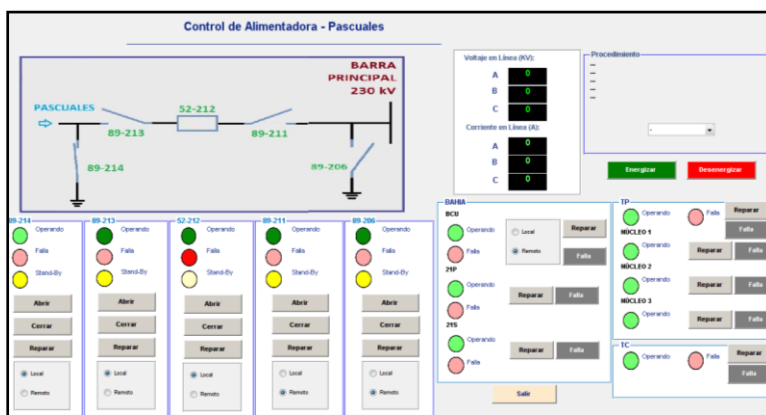 Control de Alimentadora - Pascuales
BARRA
PRINCIPAL
230 kV
PASCUALES
52-212
89-213
89-211
89-214
89-206
Voltaje en Línea (KV):
A 0
B 0
C 0
Corriente en Línea (A):
A 0
B 0
C 0
Procedimiento
Energizar
Desenergizar
89-214
Operando
Falla
Stand-By
Abrir
Cerrar
Reparar
Local
Remoto
89-213
Operando
Falla
Stand-By
Abrir
Cerrar
Reparar
Local
Remoto
52-212
Operando
Falla
Stand-By
Abrir
Cerrar
Reparar
Local
Remoto
89-211
Operando
Falla
Stand-By
Abrir
Cerrar
Reparar
Local
Remoto
89-206
Operando
Falla
Stand-By
Abrir
Cerrar
Reparar
Local
Remoto
BAHIA
BCU
Operando
Falla
Local
Remoto
Reparar
Falla
21P
Operando
Falla
Reparar
Falla
21S
Operando
Falla
Reparar
Falla
Salir
TP
Operando
Falla
Reparar
Falla
NÚCLEO 1
Operando
Reparar
Falla
NÚCLEO 2
Operando
Reparar
Falla
NÚCLEO 3
Operando
Reparar
Falla
TC
Operando
Falla
Reparar
Falla